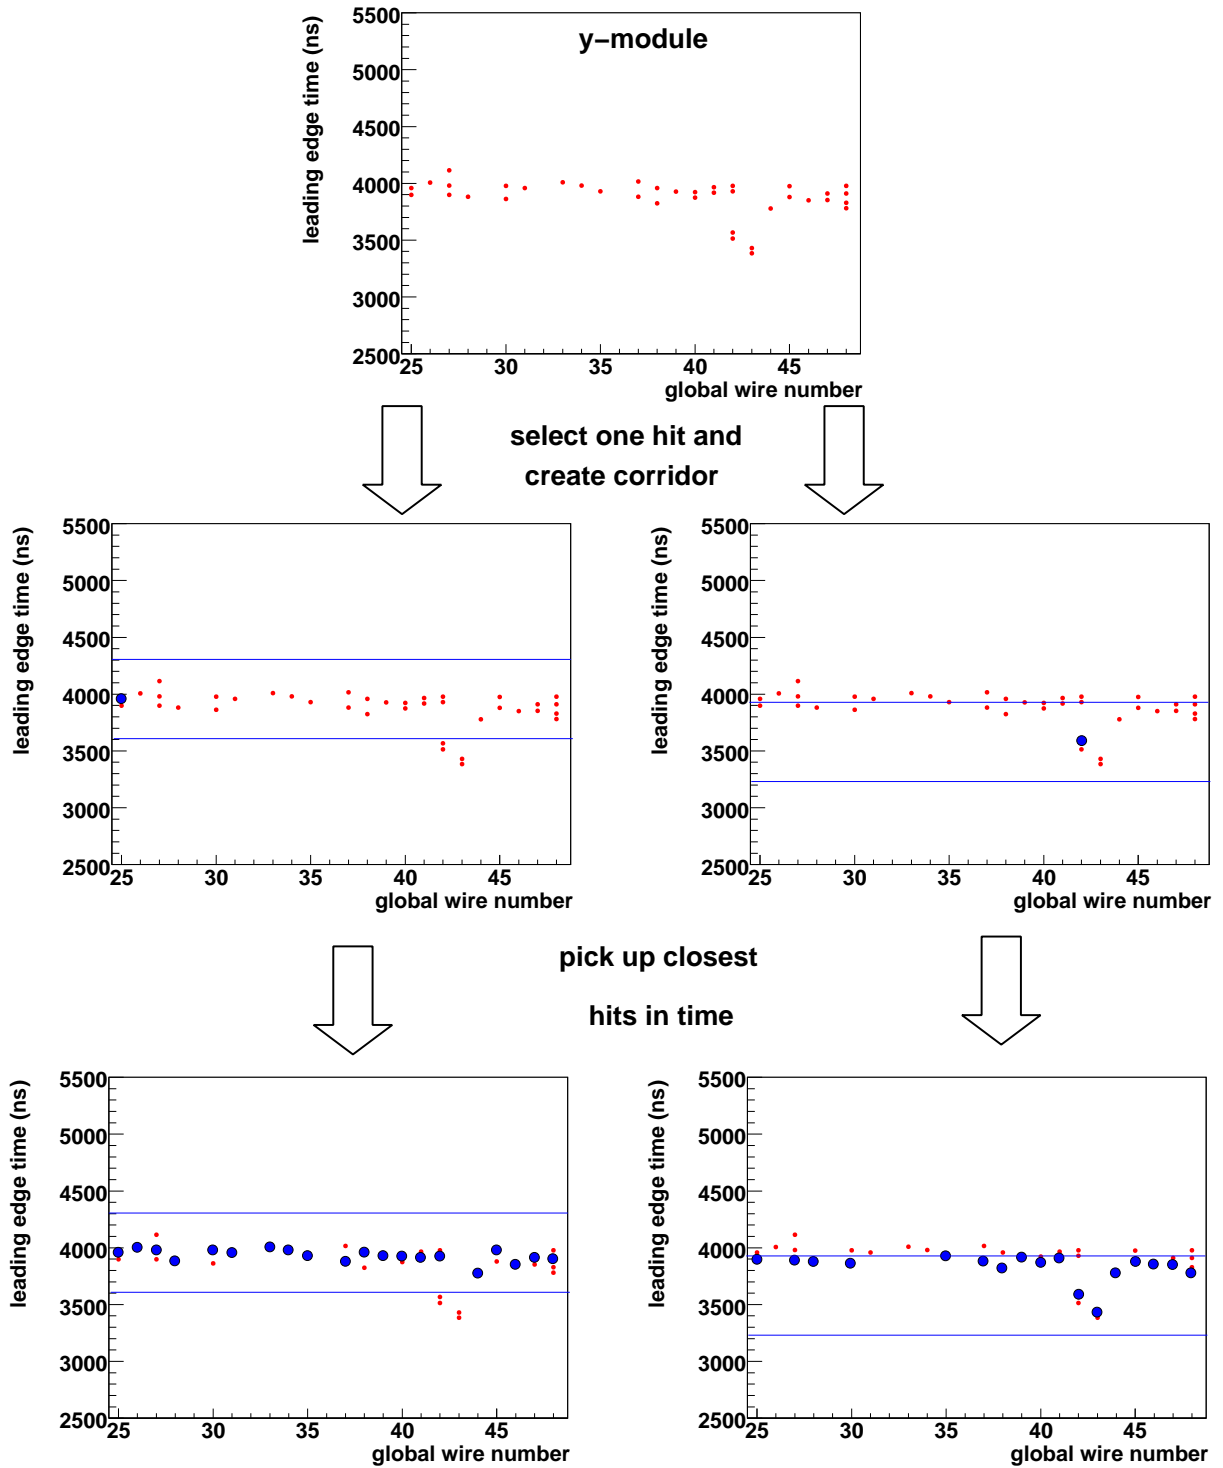 y−module
leading edge time (ns)
5500
5000
4500
4000
3500
3000
2500
25 30 35 40 45
global wire number
select one hit and
create corridor
leading edge time (ns)
5500
5000
4500
4000
3500
3000
2500
25 30 35 40 45
global wire number
leading edge time (ns)
5500
5000
4500
4000
3500
3000
2500
25 30 35 40 45
global wire number
pick up closest
hits in time
leading edge time (ns)
5500
5000
4500
4000
3500
3000
2500
25 30 35 40 45
global wire number
leading edge time (ns)
5500
5000
4500
4000
3500
3000
2500
25 30 35 40 45
global wire number